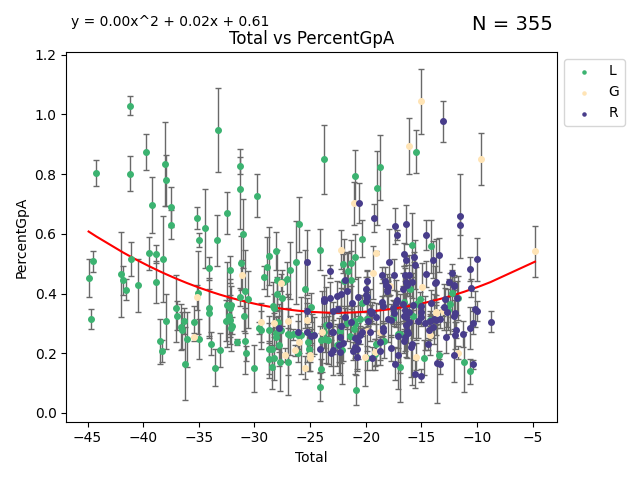 y = 0.00x^2 + 0.02x + 0.61
N = 355
Total vs PercentGpA
L
G
R
PercentGpA
1.2
1.0
0.8
0.6
0.4
0.2
0.0
−45 −40 −35 −30 −25 −20 −15 −10 −5
Total